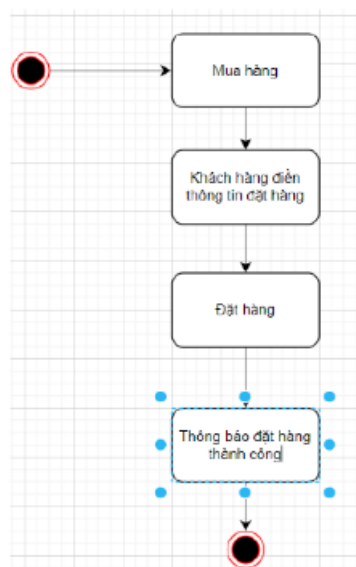 Mua hàng
Khách hàng điền
thông tin đặt hàng
Đặt hàng
Thông báo đặt hàng
thành công